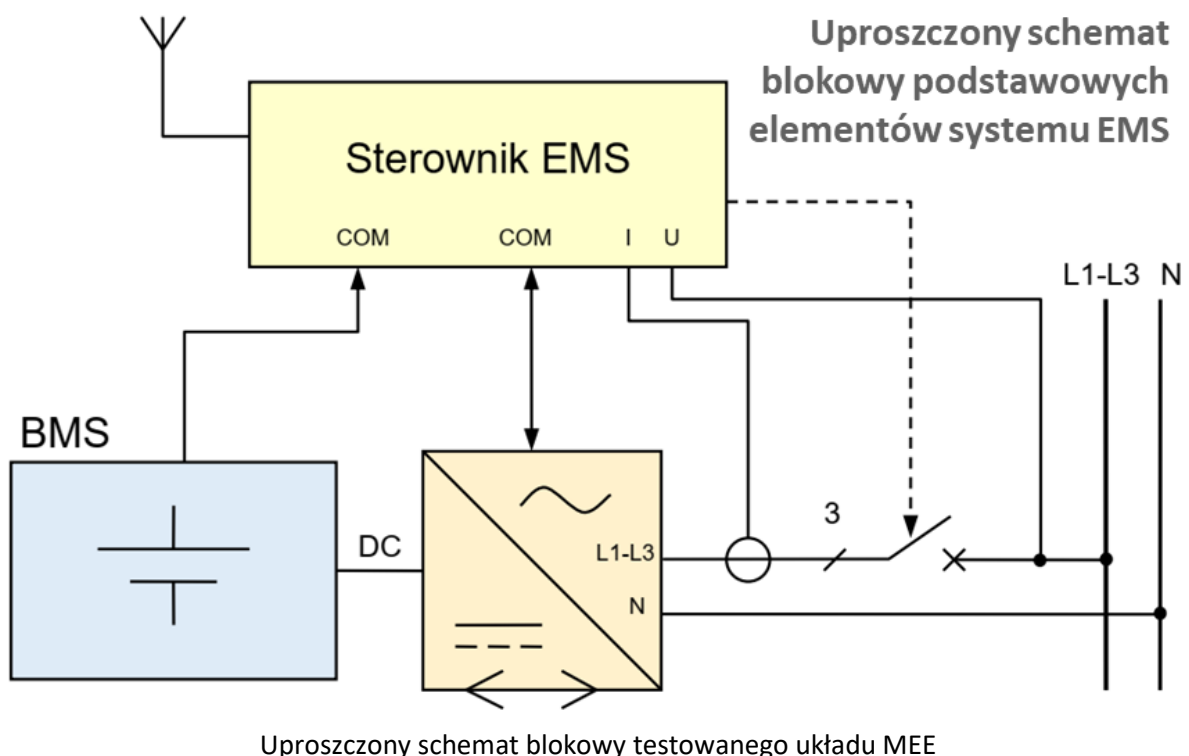 Uproszczony schemat
blokowy podstawowych
elementów systemu EMS
Sterownik EMS
COM
COM
I
U
L1-L3
N
BMS
DC
L1-L3
N
3
Uproszczony schemat blokowy testowanego układu MEE